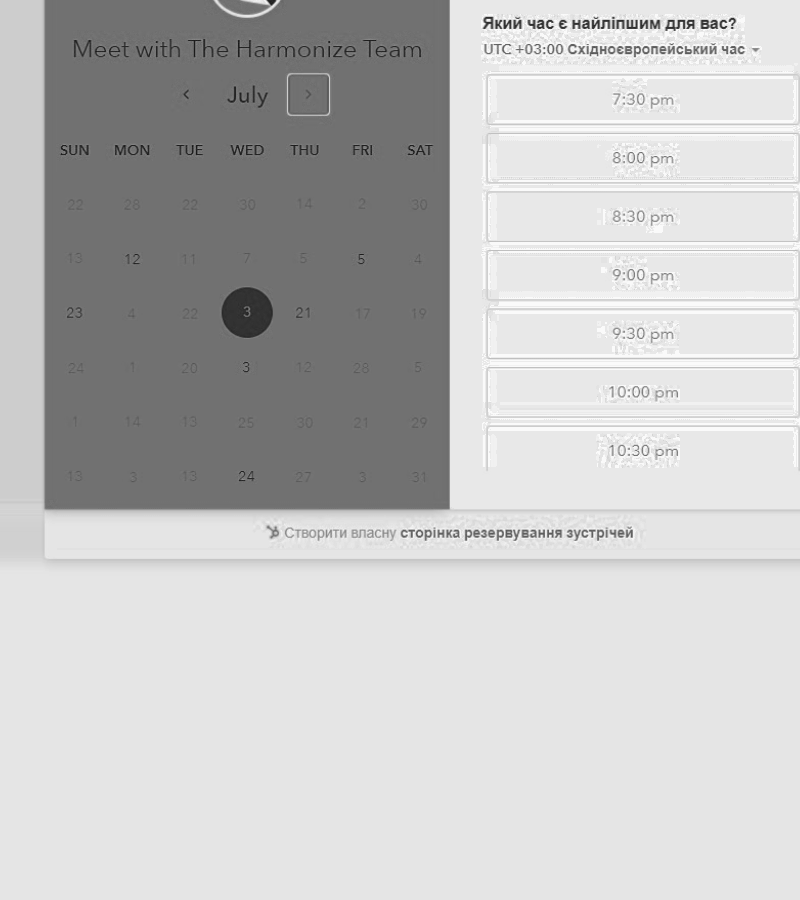 Meet with The Harmonize Team
July
SUN MON TUE WED THU FRI SAT
22 28 22 30 14 2 30
13 12 11 7 5 5 4
23 4 22 3 21 17 19
24 1 20 3 12 28 5
1 14 13 25 30 21 29
13 3 13 24 27 3 31
Який час є найліпшим для вас?
UTC +03:00 Східноєвропейський час
7:30 pm
8:00 pm
8:30 pm
9:00 pm
9:30 pm
10:00 pm
10:30 pm
Створити власну сторінка резервування зустрічей